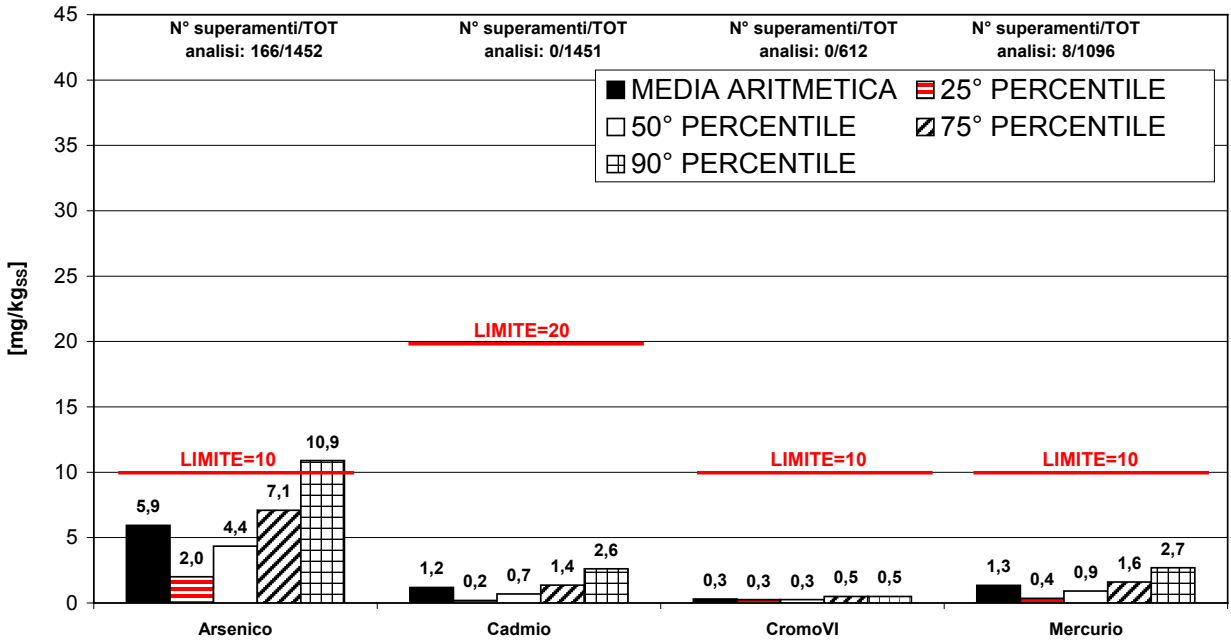 45
40
35
30
25
20
15
10
5
0
[mg/kgSS]
N° superamenti/TOT
analisi: 166/1452
N° superamenti/TOT
analisi: 0/1451
N° superamenti/TOT
analisi: 0/612
N° superamenti/TOT
analisi: 8/1096
MEDIA ARITMETICA
25° PERCENTILE
50° PERCENTILE
75° PERCENTILE
90° PERCENTILE
LIMITE=10
LIMITE=20
LIMITE=10
LIMITE=10
5,9
2,0
4,4
7,1
10,9
1,2
0,2
0,7
1,4
2,6
0,3
0,3
0,3
0,5
0,5
1,3
0,4
0,9
1,6
2,7
Arsenico
Cadmio
CromoVI
Mercurio